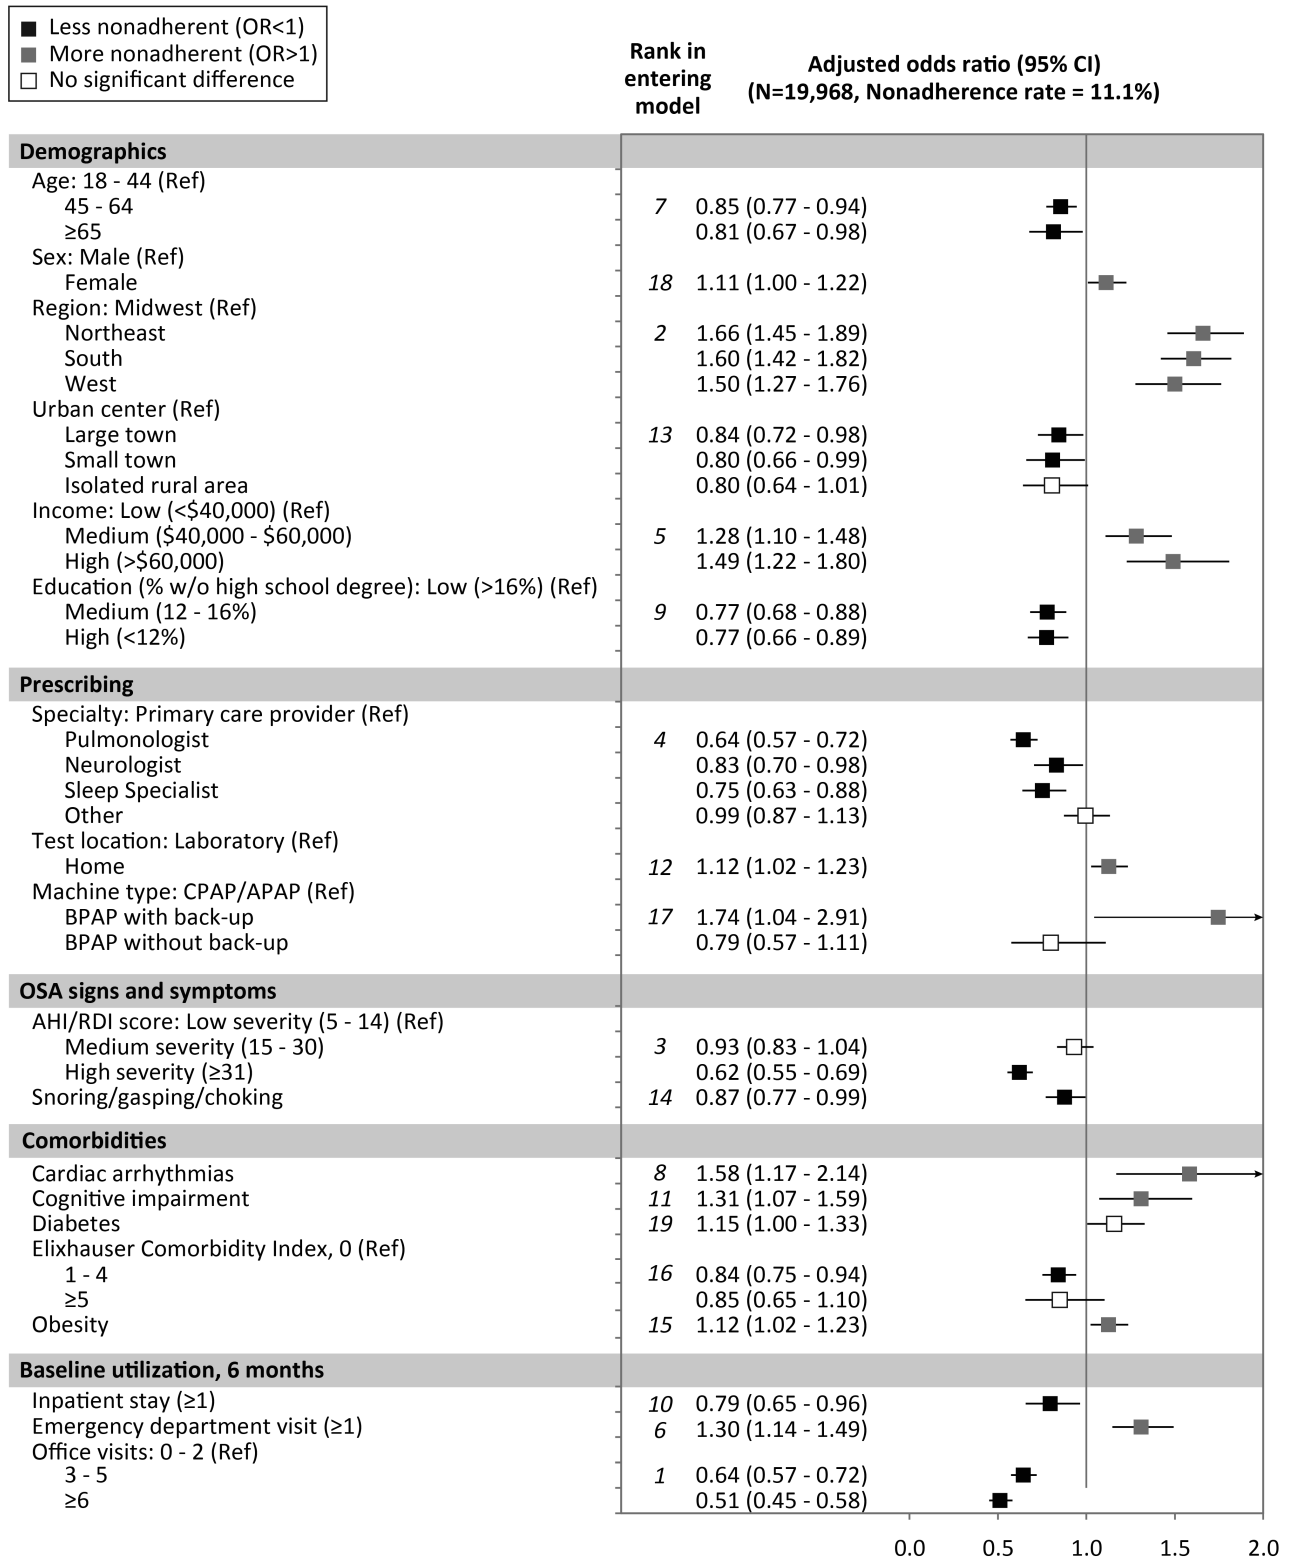 Less nonadherent (OR<1)
More nonadherent (OR>1)
No significant difference
Rank in
entering
model
Adjusted odds ratio (95% CI)
(N=19,968, Nonadherence rate = 11.1%)
Demographics
Age: 18 - 44 (Ref)
45 - 64 7 0.85 (0.77 - 0.94)
≥65 0.81 (0.67 - 0.98)
Sex: Male (Ref)
Female 18 1.11 (1.00 - 1.22)
Region: Midwest (Ref)
Northeast 2 1.66 (1.45 - 1.89)
South 1.60 (1.42 - 1.82)
West 1.50 (1.27 - 1.76)
Urban center (Ref)
Large town 13 0.84 (0.72 - 0.98)
Small town 0.80 (0.66 - 0.99)
Isolated rural area 0.80 (0.64 - 1.01)
Income: Low (<$40,000) (Ref)
Medium ($40,000 - $60,000) 5 1.28 (1.10 - 1.48)
High (>$60,000) 1.49 (1.22 - 1.80)
Education (% w/o high school degree): Low (>16%) (Ref)
Medium (12 - 16%) 9 0.77 (0.68 - 0.88)
High (<12%) 0.77 (0.66 - 0.89)
Prescribing
Specialty: Primary care provider (Ref)
Pulmonologist 4 0.64 (0.57 - 0.72)
Neurologist 0.83 (0.70 - 0.98)
Sleep Specialist 0.75 (0.63 - 0.88)
Other 0.99 (0.87 - 1.13)
Test location: Laboratory (Ref)
Home 12 1.12 (1.02 - 1.23)
Machine type: CPAP/APAP (Ref)
BPAP with back-up 17 1.74 (1.04 - 2.91)
BPAP without back-up 0.79 (0.57 - 1.11)
OSA signs and symptoms
AHI/RDI score: Low severity (5 - 14) (Ref)
Medium severity (15 - 30) 3 0.93 (0.83 - 1.04)
High severity (≥31) 0.62 (0.55 - 0.69)
Snoring/gasping/choking 14 0.87 (0.77 - 0.99)
Comorbidities
Cardiac arrhythmias 8 1.58 (1.17 - 2.14)
Cognitive impairment 11 1.31 (1.07 - 1.59)
Diabetes 19 1.15 (1.00 - 1.33)
Elixhauser Comorbidity Index, 0 (Ref)
1 - 4 16 0.84 (0.75 - 0.94)
≥5 0.85 (0.65 - 1.10)
Obesity 15 1.12 (1.02 - 1.23)
Baseline utilization, 6 months
Inpatient stay (≥1) 10 0.79 (0.65 - 0.96)
Emergency department visit (≥1) 6 1.30 (1.14 - 1.49)
Office visits: 0 - 2 (Ref)
3 - 5 1 0.64 (0.57 - 0.72)
≥6 0.51 (0.45 - 0.58)
0.0 0.5 1.0 1.5 2.0